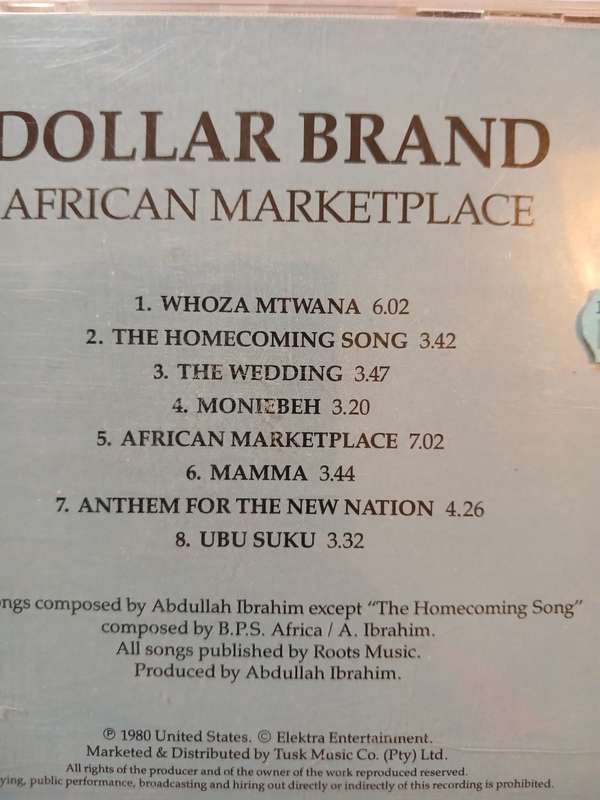 DOLLAR BRAND
AFRICAN MARKETPLACE
1. WHOZA MTWANA 6.02
2. THE HOMECOMING SONG 3.42
3. THE WEDDING 3.47
4. MONIEBEH 3.20
5. AFRICAN MARKETPLACE 7.02
6. MAMMA 3.44
7. ANTHEM FOR THE NEW NATION 4.26
8. UBU SUKU 3.32
ngs composed by Abdullah Ibrahim except "The Homecoming Song"
composed by B.P.S. Africa / A. Ibrahim.
All songs published by Roots Music.
Produced by Abdullah Ibrahim.
℗ 1980 United States. © Elektra Entertainment.
Marketed & Distributed by Tusk Music Co. (Pty) Ltd.
All rights of the producer and of the owner of the work reproduced reserved.
ying, public performance, broadcasting and hiring out directly or indirectly of this recording is prohibited.